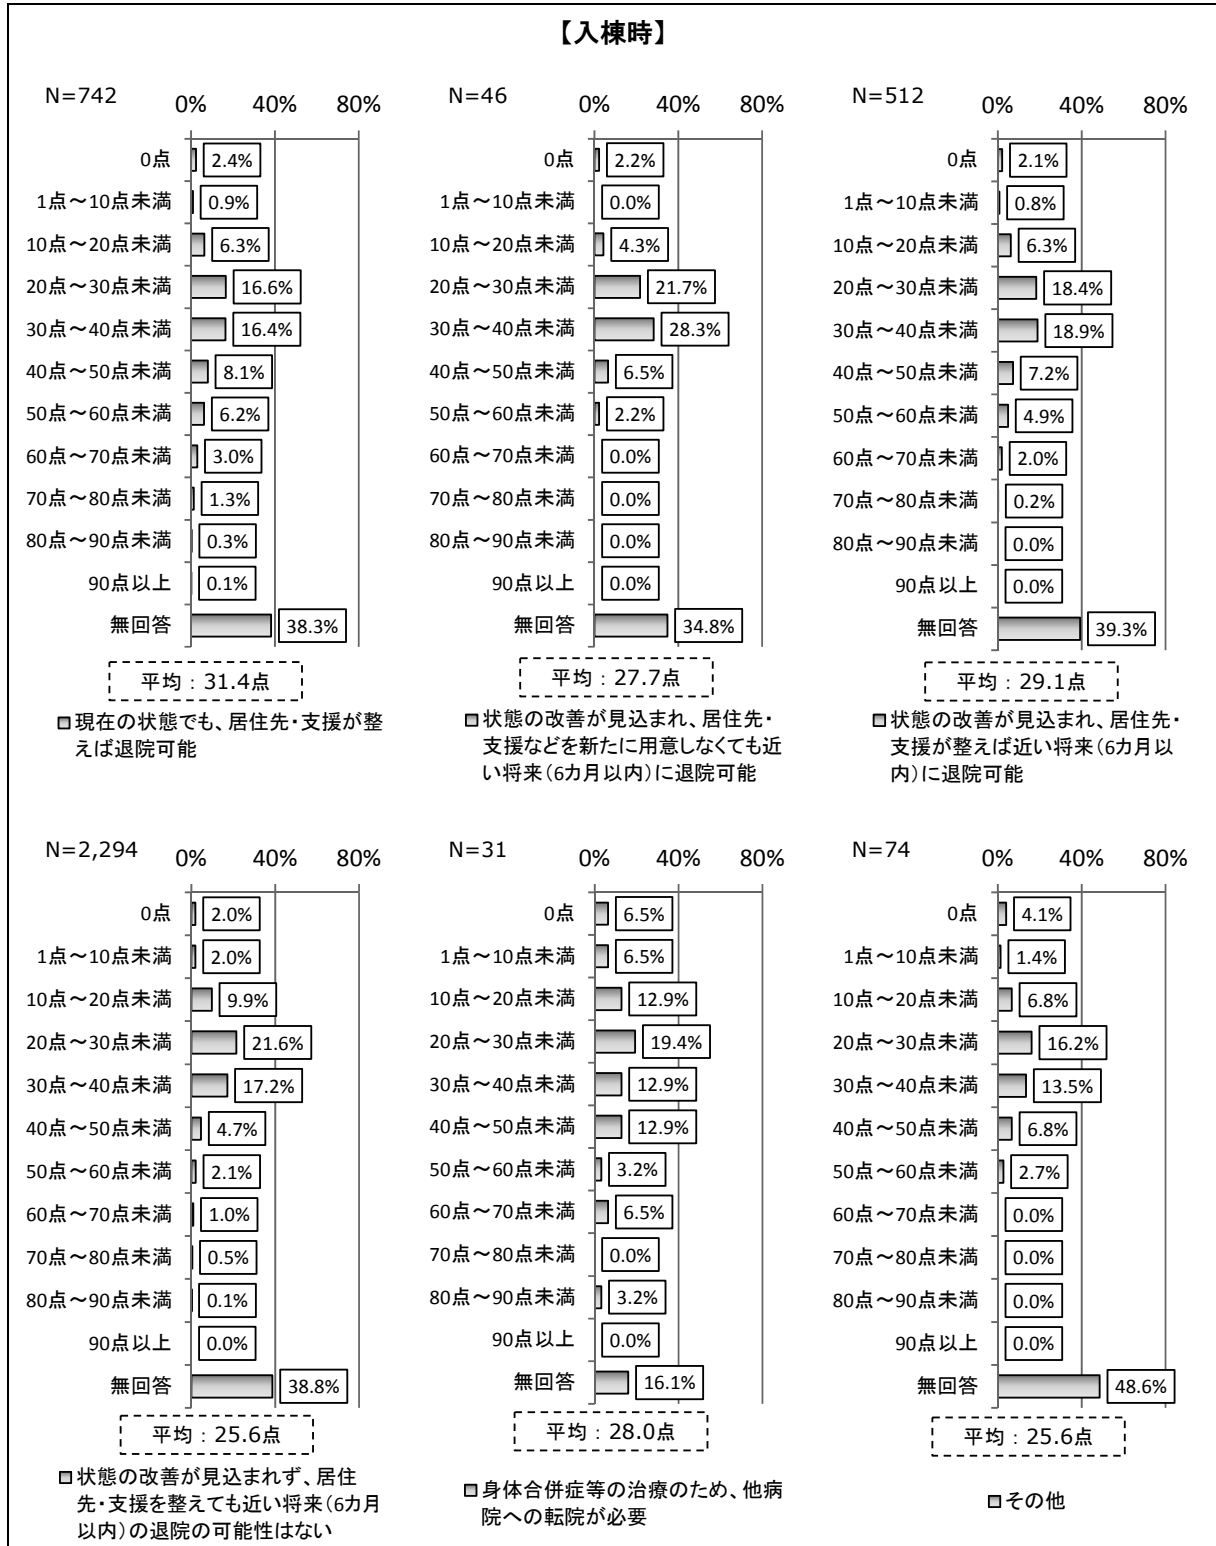 【入棟時】
N=742
0% 40% 80%
0点 2.4%
1点～10点未満 0.9%
10点～20点未満 6.3%
20点～30点未満 16.6%
30点～40点未満 16.4%
40点～50点未満 8.1%
50点～60点未満 6.2%
60点～70点未満 3.0%
70点～80点未満 1.3%
80点～90点未満 0.3%
90点以上 0.1%
無回答 38.3%
平均：31.4点
現在の状態でも、居住先・支援が整
えば退院可能
N=46
0% 40% 80%
0点 2.2%
1点～10点未満 0.0%
10点～20点未満 4.3%
20点～30点未満 21.7%
30点～40点未満 28.3%
40点～50点未満 6.5%
50点～60点未満 2.2%
60点～70点未満 0.0%
70点～80点未満 0.0%
80点～90点未満 0.0%
90点以上 0.0%
無回答 34.8%
平均：27.7点
状態の改善が見込まれ、居住先・
支援などを新たに用意しなくても近
い将来（6カ月以内）に退院可能
N=512
0% 40% 80%
0点 2.1%
1点～10点未満 0.8%
10点～20点未満 6.3%
20点～30点未満 18.4%
30点～40点未満 18.9%
40点～50点未満 7.2%
50点～60点未満 4.9%
60点～70点未満 2.0%
70点～80点未満 0.2%
80点～90点未満 0.0%
90点以上 0.0%
無回答 39.3%
平均：29.1点
状態の改善が見込まれ、居住先・
支援が整えば近い将来（6カ月以
内）に退院可能
N=2,294
0% 40% 80%
0点 2.0%
1点～10点未満 2.0%
10点～20点未満 9.9%
20点～30点未満 21.6%
30点～40点未満 17.2%
40点～50点未満 4.7%
50点～60点未満 2.1%
60点～70点未満 1.0%
70点～80点未満 0.5%
80点～90点未満 0.1%
90点以上 0.0%
無回答 38.8%
平均：25.6点
状態の改善が見込まれず、居住
先・支援を整えても近い将来（6カ月
以内）の退院の可能性はない
N=31
0% 40% 80%
0点 6.5%
1点～10点未満 6.5%
10点～20点未満 12.9%
20点～30点未満 19.4%
30点～40点未満 12.9%
40点～50点未満 12.9%
50点～60点未満 3.2%
60点～70点未満 6.5%
70点～80点未満 0.0%
80点～90点未満 3.2%
90点以上 0.0%
無回答 16.1%
平均：28.0点
身体合併症等の治療のため、他病
院への転院が必要
N=74
0% 40% 80%
0点 4.1%
1点～10点未満 1.4%
10点～20点未満 6.8%
20点～30点未満 16.2%
30点～40点未満 13.5%
40点～50点未満 6.8%
50点～60点未満 2.7%
60点～70点未満 0.0%
70点～80点未満 0.0%
80点～90点未満 0.0%
90点以上 0.0%
無回答 48.6%
平均：25.6点
その他